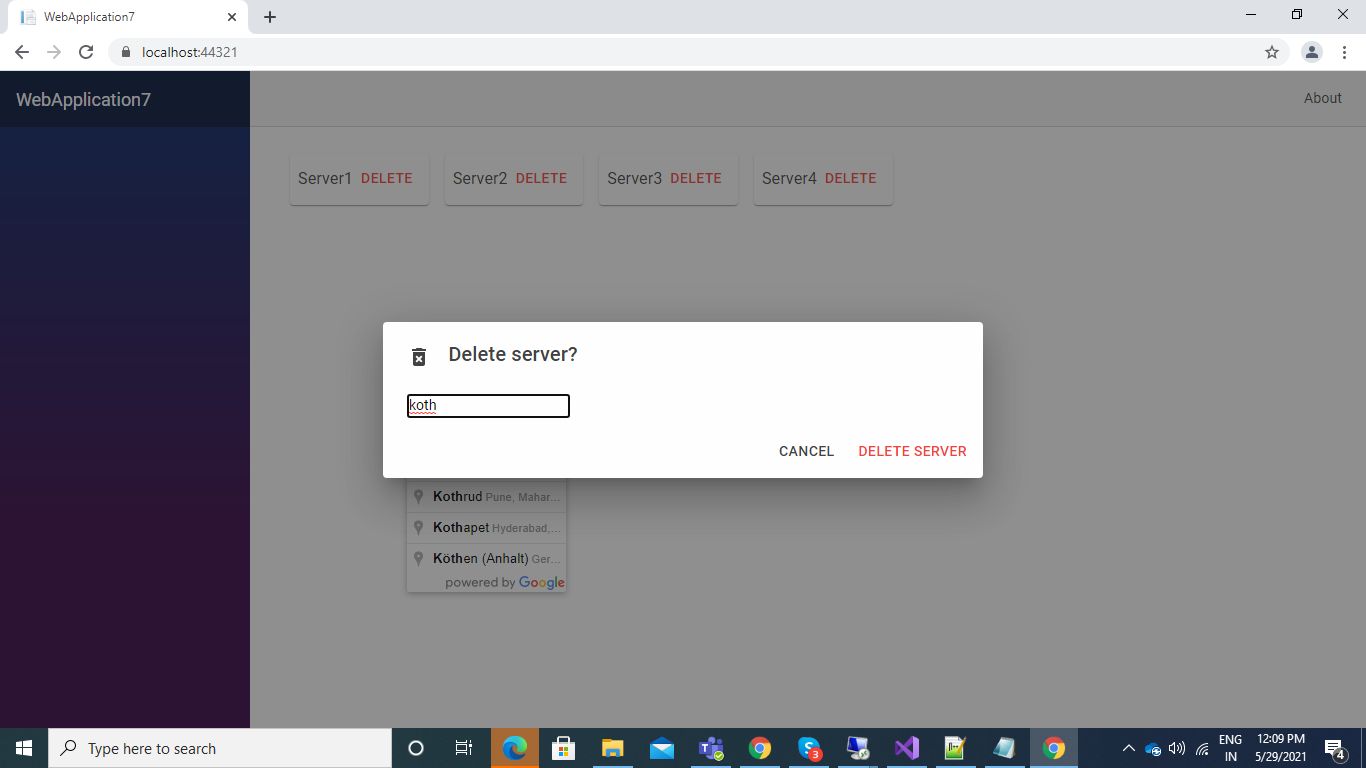 WebApplication7
localhost:44321
WebApplication7
About
Server1 DELETE Server2 DELETE Server3 DELETE Server4 DELETE
Delete server?
koth
CANCEL DELETE SERVER
Kothrud Pune, Mahar...
Kothapet Hyderabad,...
Köthen (Anhalt) Ger...
powered by Google
Type here to search
3
ENG
IN
12:09 PM
5/29/2021
4